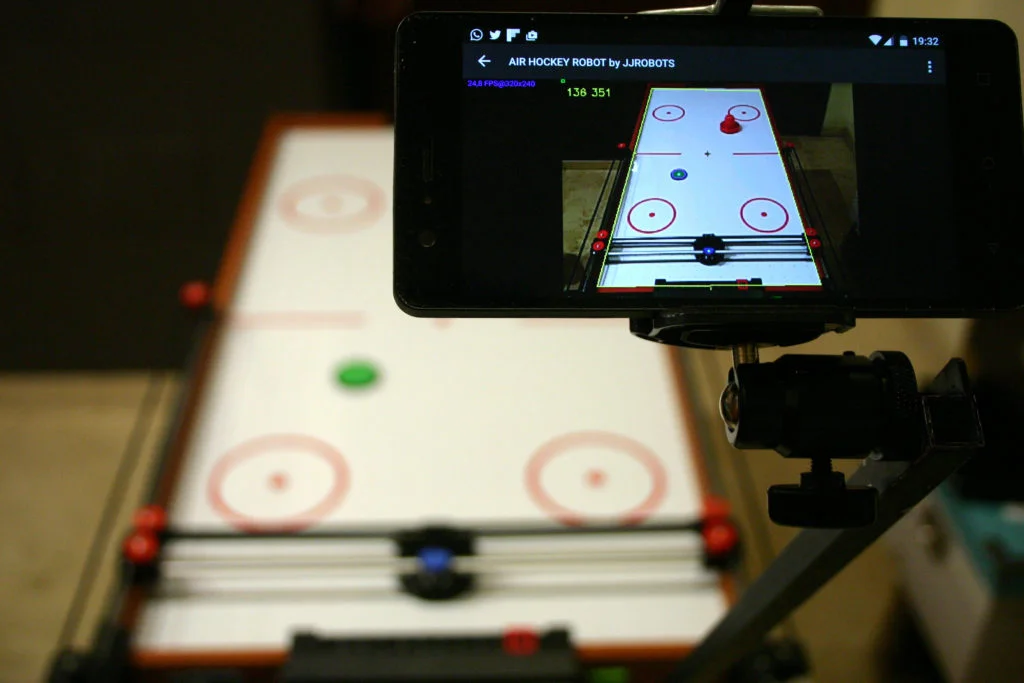 19:32
AIR HOCKEY ROBOT by JJROBOTS
24,8 FPS@320x240
136 351